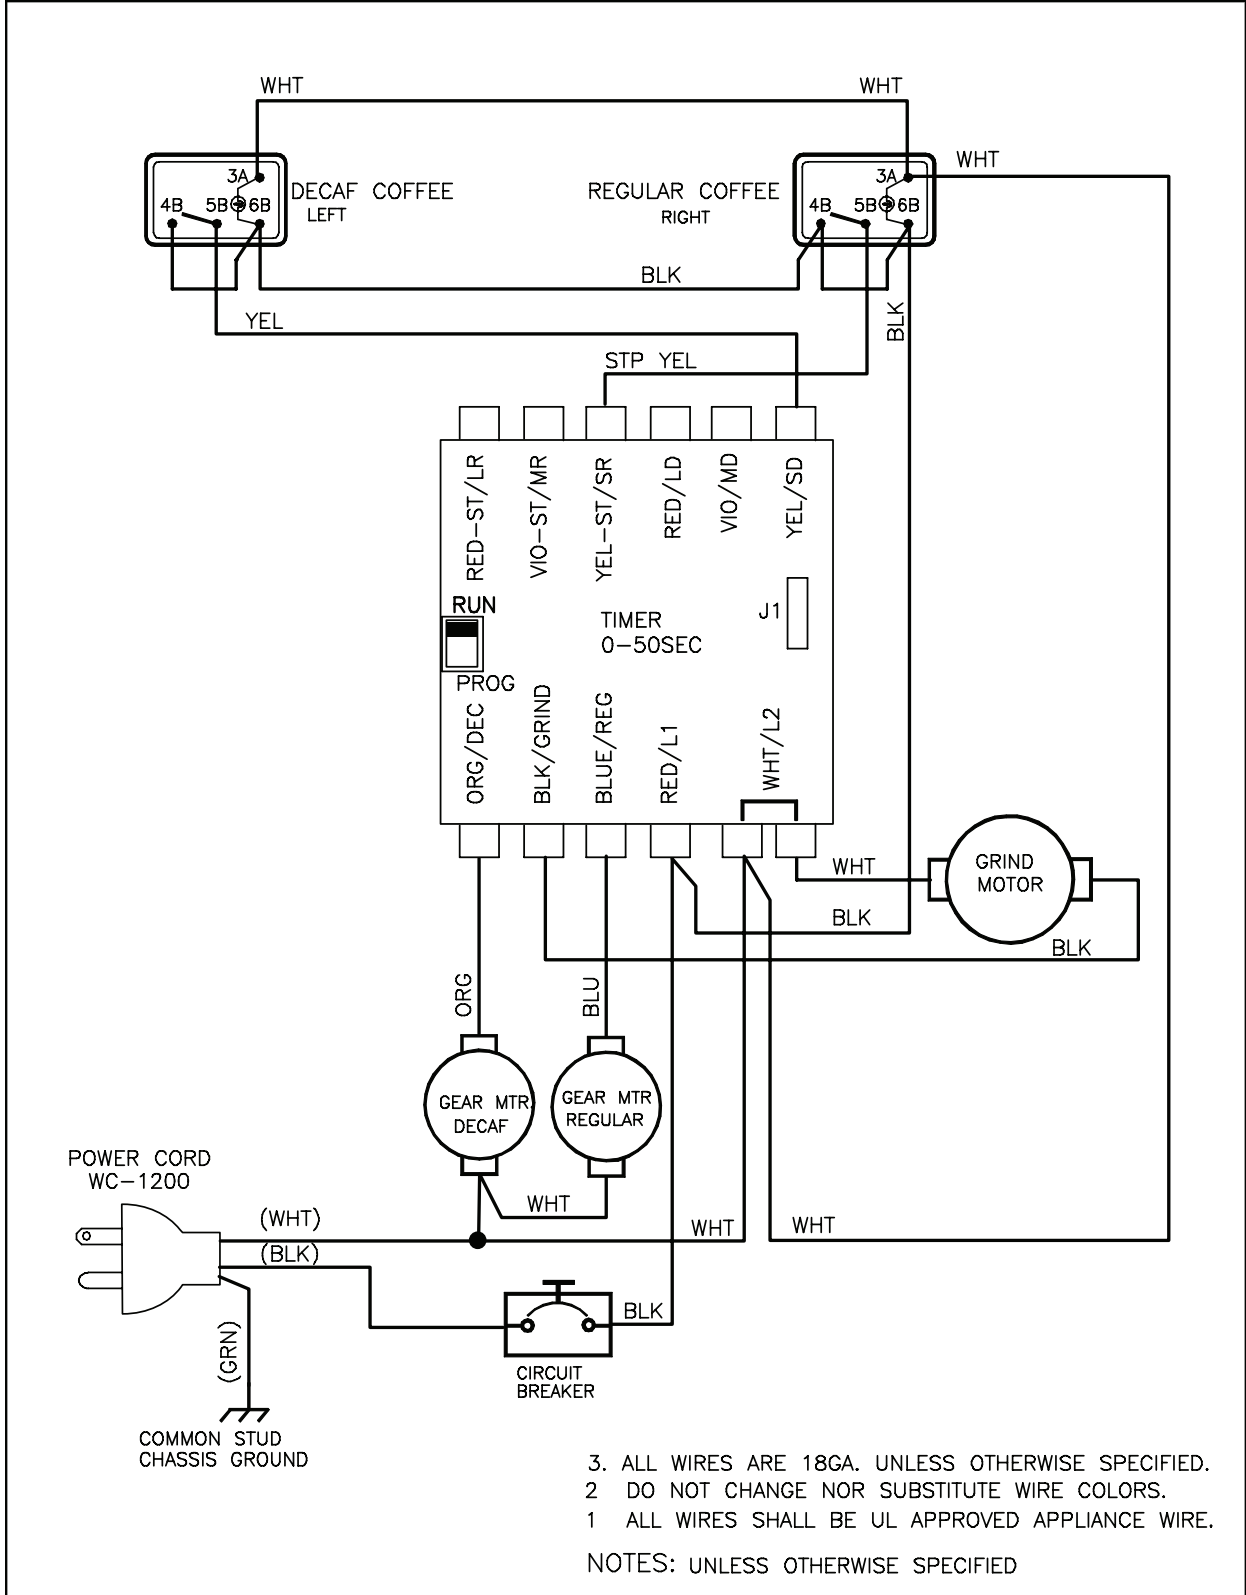 WHT
WHT
WHT
3A
4B 5B 6B
DECAF COFFEE
LEFT
REGULAR COFFEE
RIGHT
3A
4B 5B 6B
BLK
BLK
YEL
STP YEL
RED-ST/LR
VIO-ST/MR
YEL-ST/SR
RED/LD
VIO/MD
YEL/SD
RUN
PROG
TIMER
0-50SEC
J1
ORG/DEC
BLK/GRIND
BLUE/REG
RED/L1
WHT/L2
WHT
GRIND
MOTOR
BLK
BLK
ORG
BLU
GEAR MTR
DECAF
GEAR MTR
REGULAR
POWER CORD
WC-1200
(WHT)
(BLK)
(GRN)
WHT
WHT
WHT
BLK
CIRCUIT
BREAKER
COMMON STUD
CHASSIS GROUND
3. ALL WIRES ARE 18GA. UNLESS OTHERWISE SPECIFIED.
2 DO NOT CHANGE NOR SUBSTITUTE WIRE COLORS.
1 ALL WIRES SHALL BE UL APPROVED APPLIANCE WIRE.
NOTES: UNLESS OTHERWISE SPECIFIED